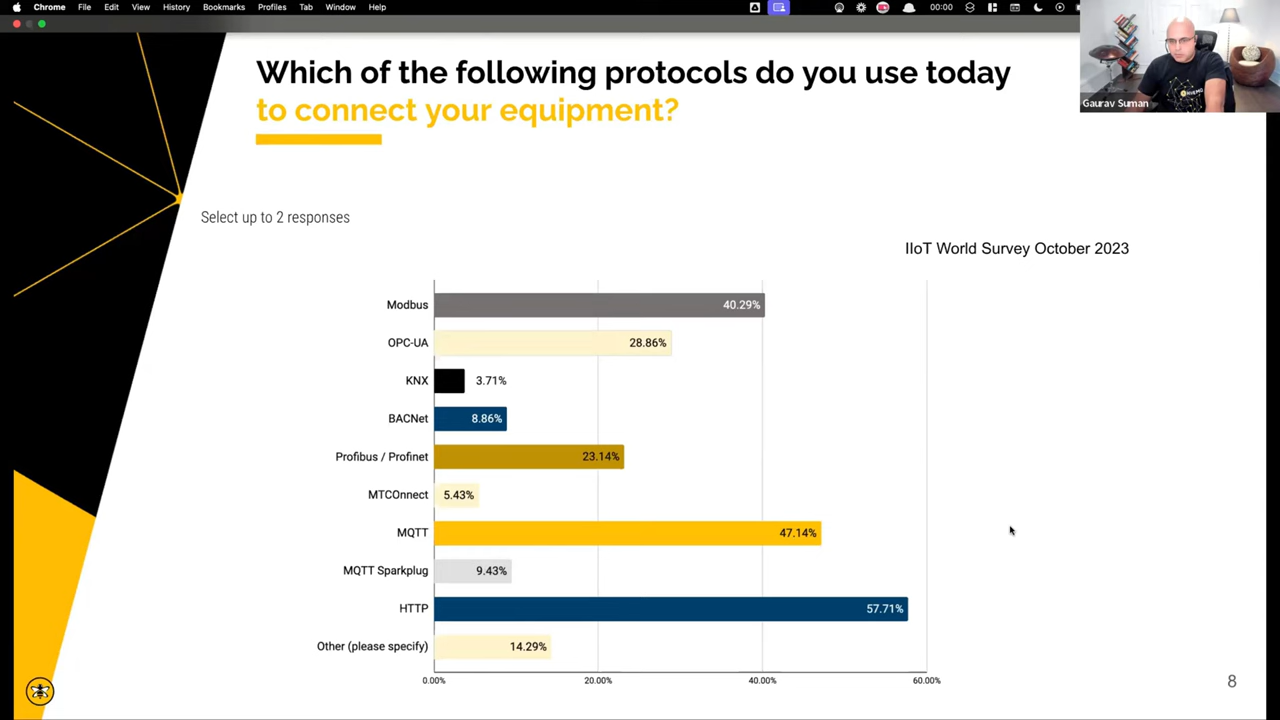 Chrome File Edit View History Bookmarks Profiles Tab Window Help 00:00
Which of the following protocols do you use today
to connect your equipment?
Gaurav Suman
Select up to 2 responses
IIoT World Survey October 2023
Modbus 40.29%
OPC-UA 28.86%
KNX 3.71%
BACNet 8.86%
Profibus / Profinet 23.14%
MTCOnnect 5.43%
MQTT 47.14%
MQTT Sparkplug 9.43%
HTTP 57.71%
Other (please specify) 14.29%
0.00% 20.00% 40.00% 60.00%
8